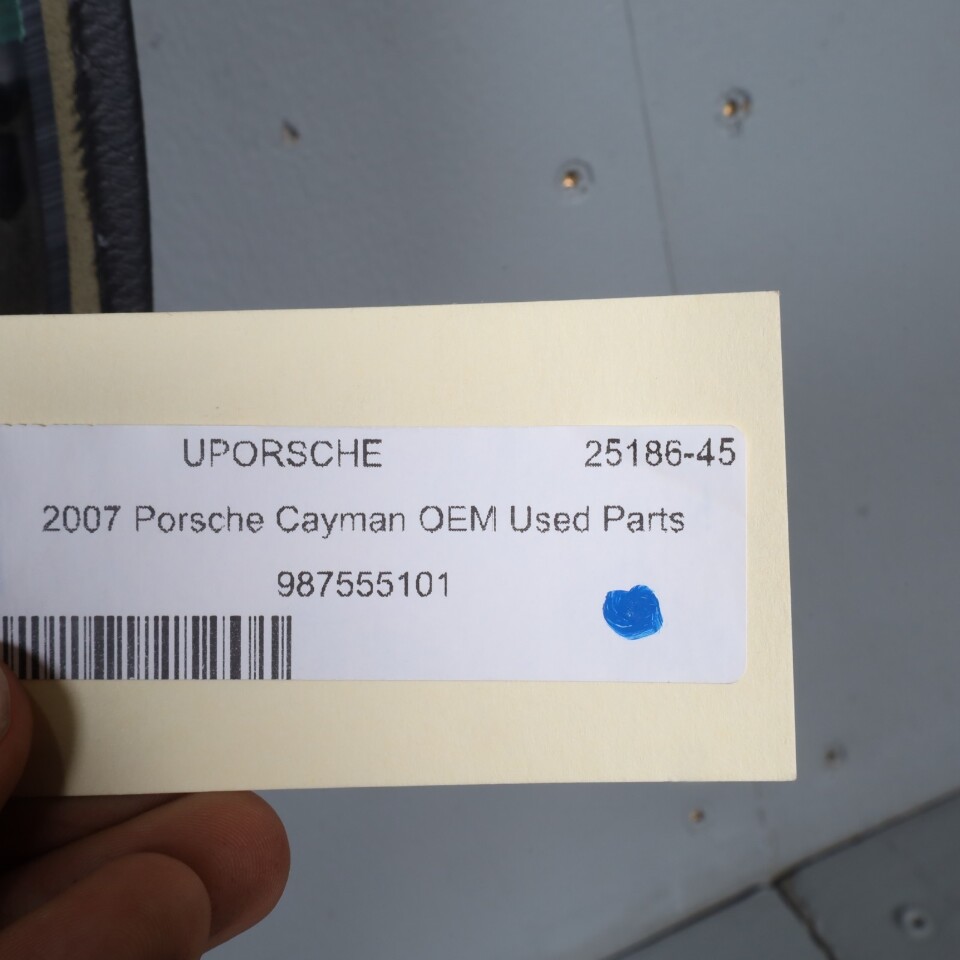 UPORSCHE 25186-45
2007 Porsche Cayman OEM Used Parts
987555101